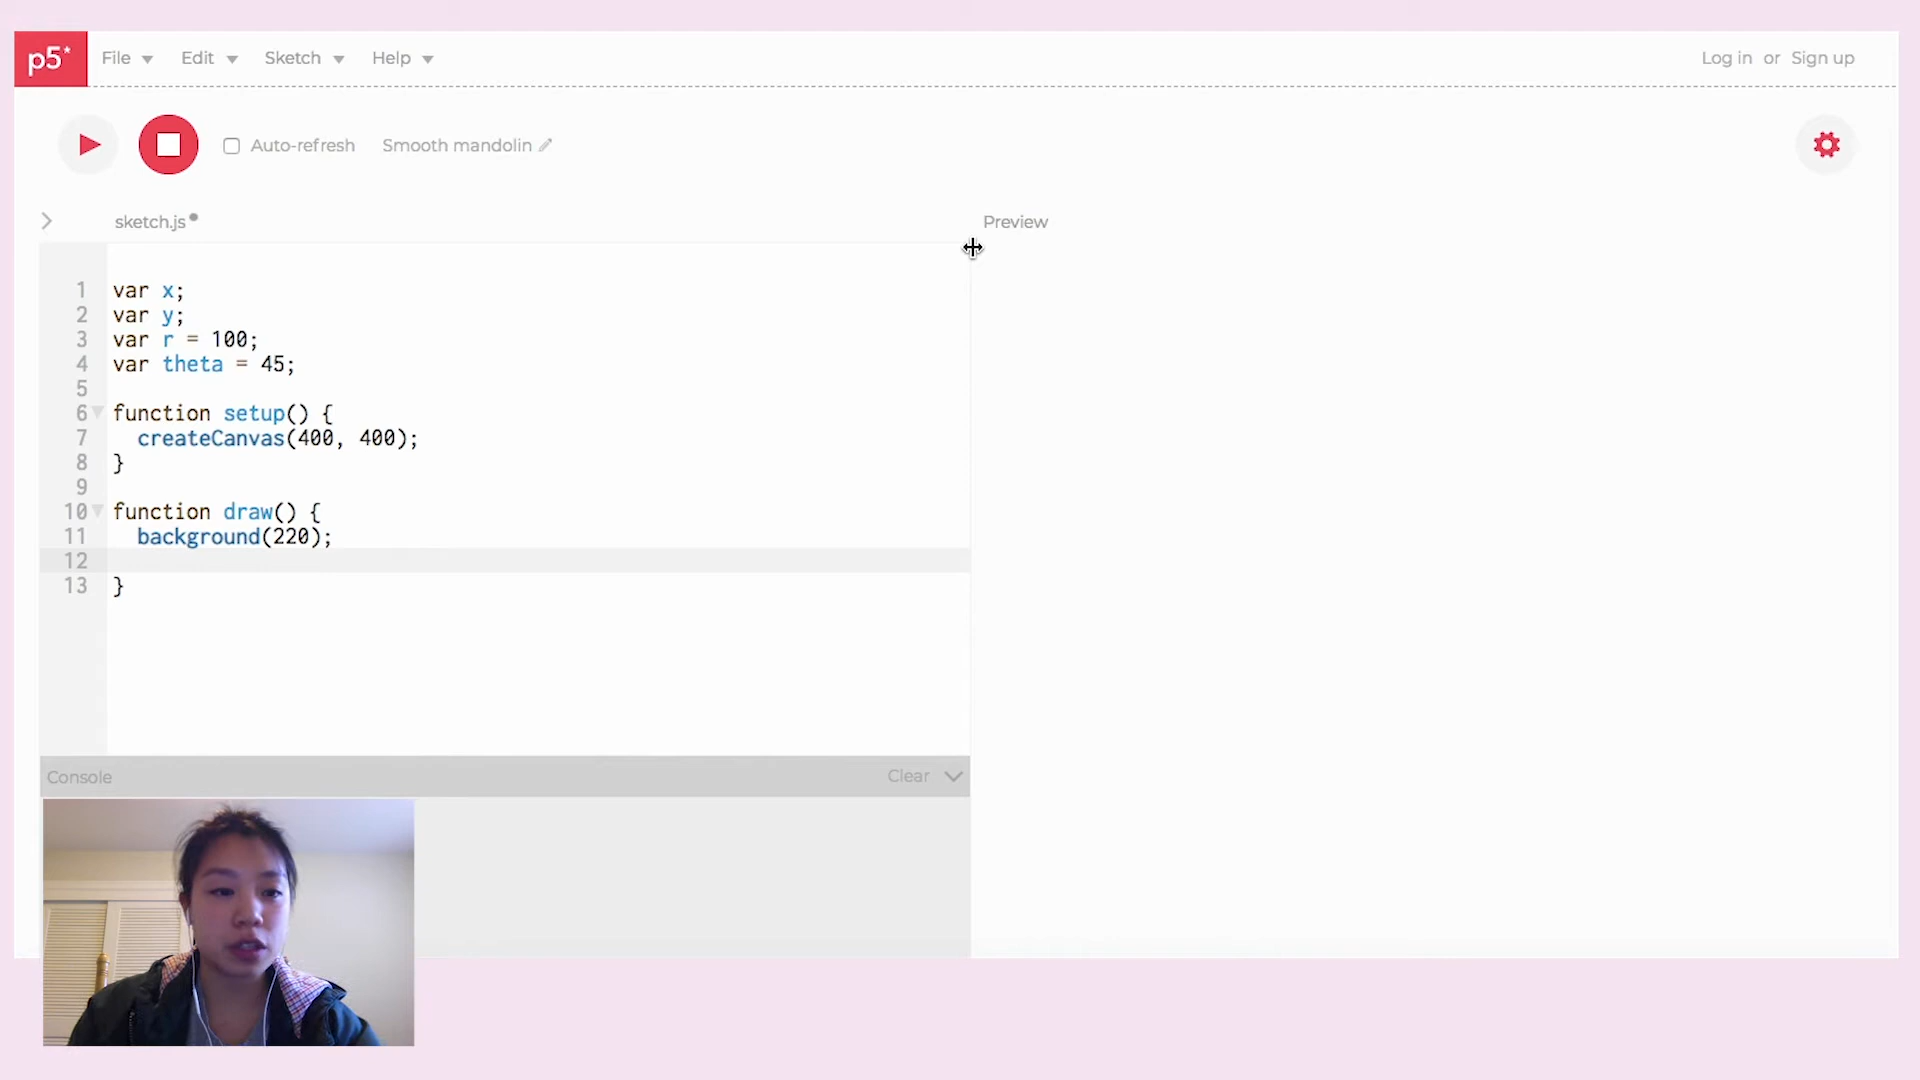 p5*
File Edit Sketch Help Log in or Sign up
Auto-refresh Smooth mandolin
sketch.js Preview
1 var x;
2 var y;
3 var r = 100;
4 var theta = 45;
5
6 function setup() {
7 createCanvas(400, 400);
8 }
9
10 function draw() {
11 background(220);
12
13 }
Console Clear